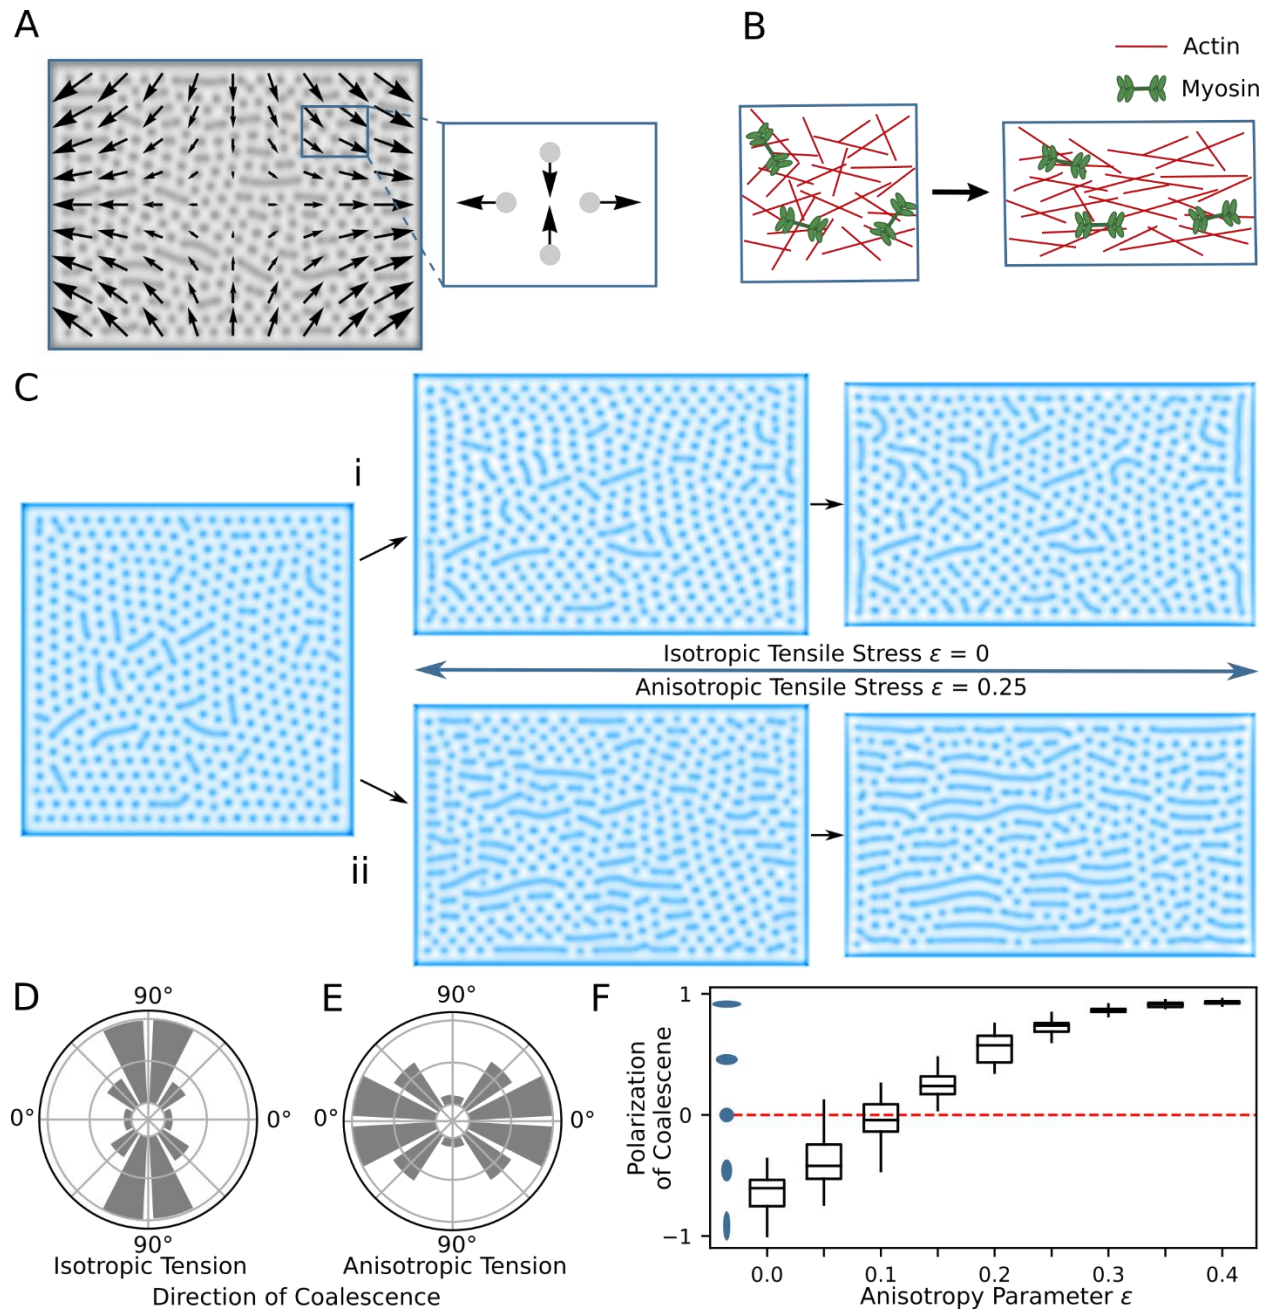 A
B
Actin
Myosin
C
i
Isotropic Tensile Stress ε = 0
Anisotropic Tensile Stress ε = 0.25
ii
D
90°
0°
0°
90°
Isotropic Tension
E
90°
0°
0°
90°
Anisotropic Tension
Direction of Coalescence
F
Polarization
of Coalescene
1
0
−1
0.0
0.1
0.2
0.3
0.4
Anisotropy Parameter ε